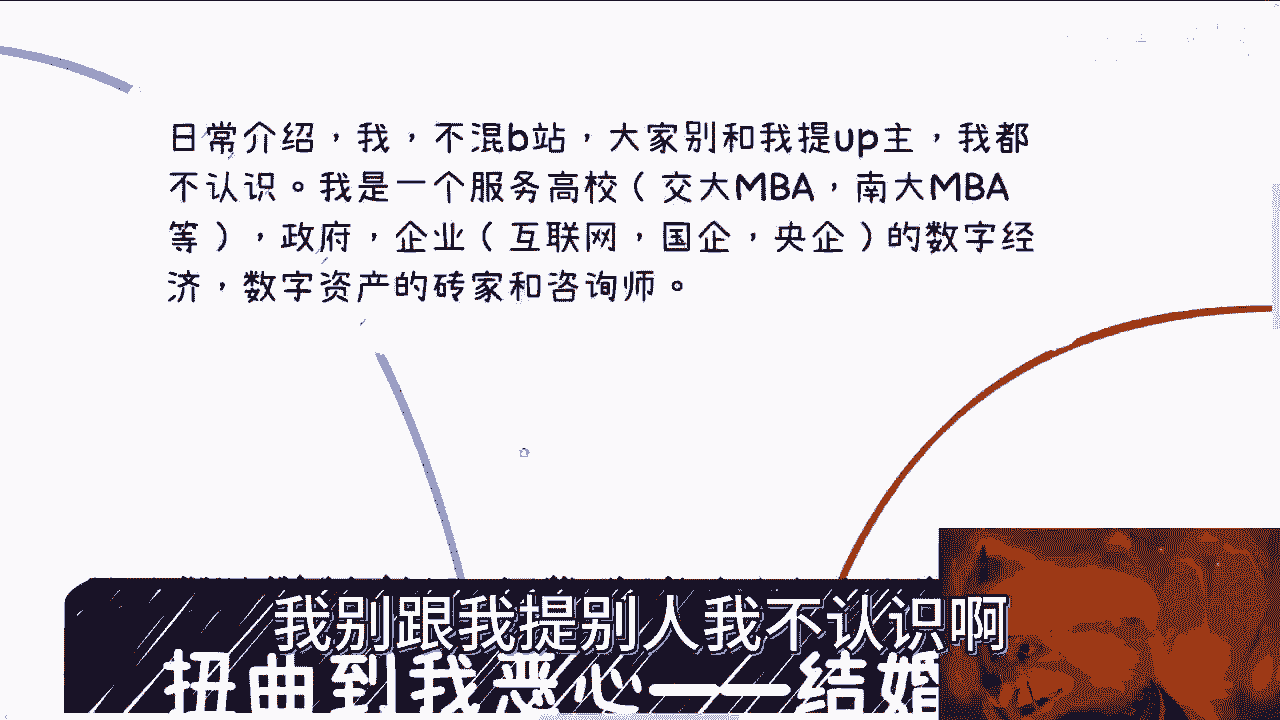 日常介绍，我，不混b站，大家别和我提up主，我都
不认识。我是一个服务高校（交大MBA，南大MBA
等），政府，企业（互联网，国企，央企）的数字经
济，数字资产的砖家和咨询师。
我别跟我提别人我不认识啊
扭曲到我恶心——结婚